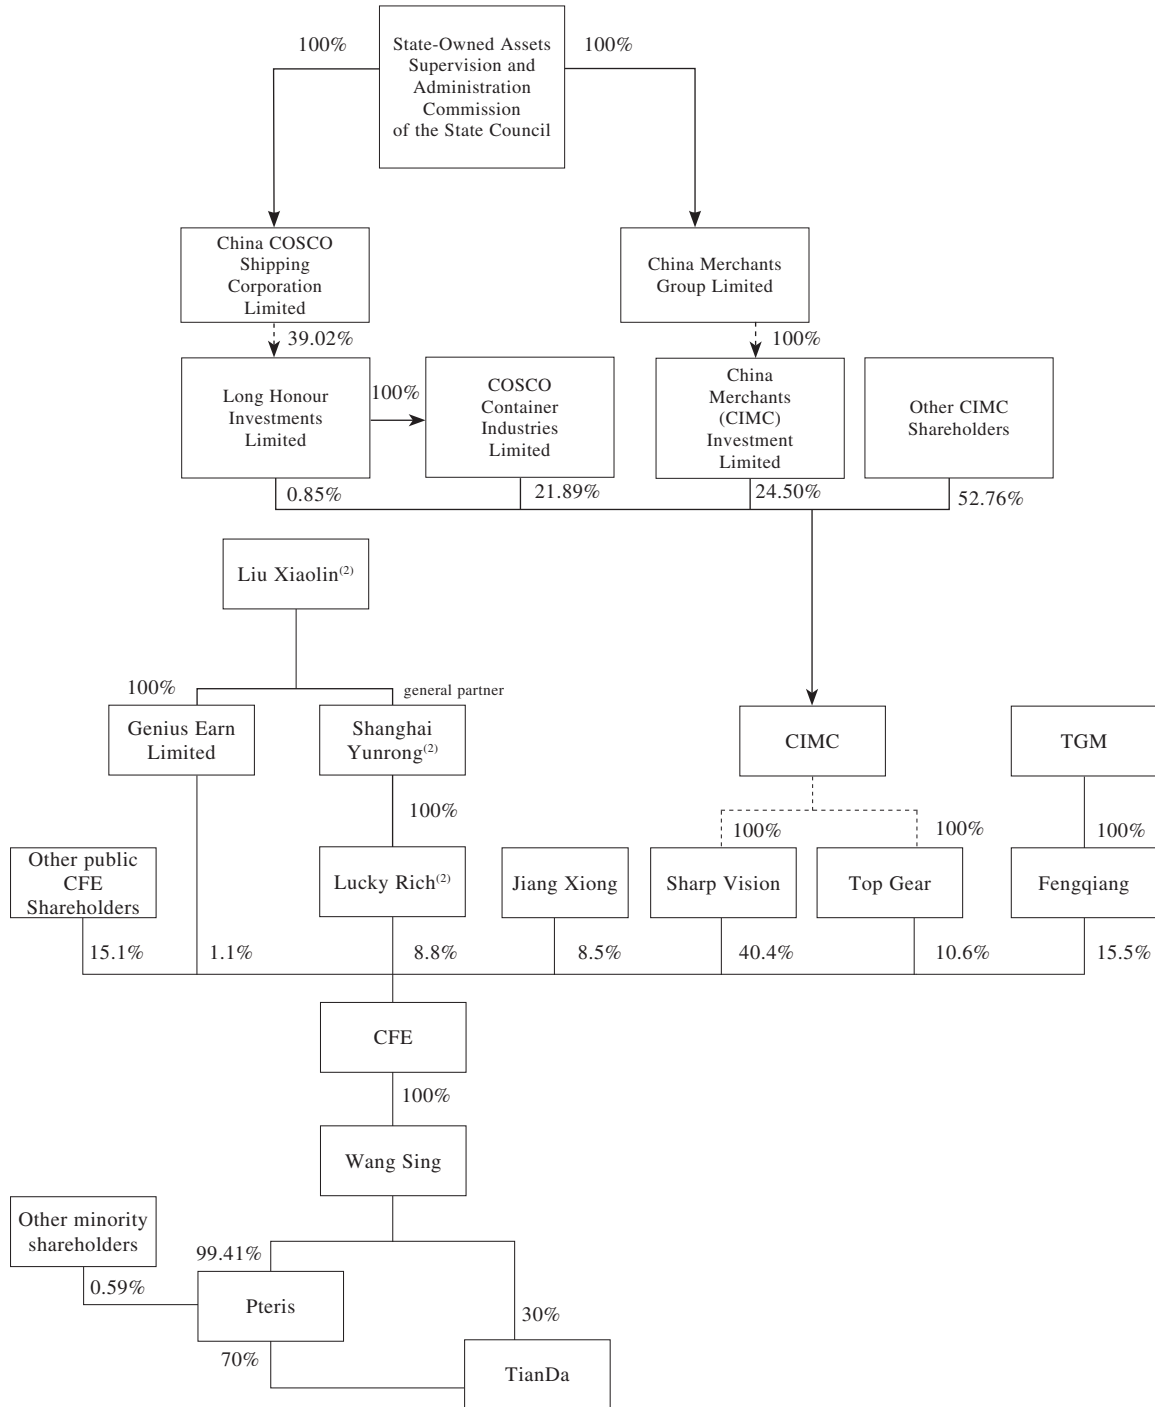 100%
State-Owned Assets
Supervision and
Administration
Commission
of the State Council
100%
China COSCO
Shipping
Corporation
Limited
China Merchants
Group Limited
39.02%
100%
Long Honour
Investments
Limited
100%
COSCO
Container
Industries
Limited
China
Merchants
(CIMC)
Investment
Limited
Other CIMC
Shareholders
0.85%
21.89%
24.50%
52.76%
Liu Xiaolin(2)
100%
general partner
Genius Earn
Limited
Shanghai
Yunrong(2)
CIMC
TGM
100%
100%
100%
100%
Other public
CFE
Shareholders
Lucky Rich(2)
Jiang Xiong
Sharp Vision
Top Gear
Fengqiang
15.1%
1.1%
8.8%
8.5%
40.4%
10.6%
15.5%
CFE
100%
Wang Sing
Other minority
shareholders
99.41%
0.59%
Pteris
30%
70%
TianDa